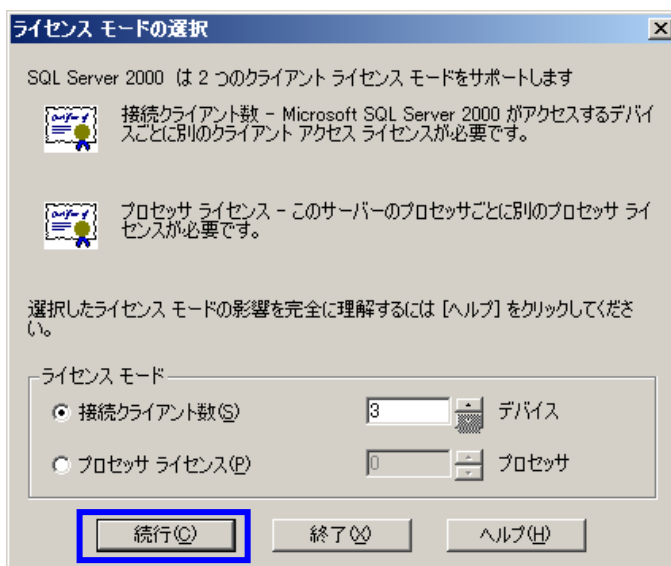 ライセンス モードの選択
SQL Server 2000 は 2 つのクライアント ライセンス モードをサポートします
接続クライアント数 - Microsoft SQL Server 2000 がアクセスするデバイ
スごとに別のクライアント アクセス ライセンスが必要です。
プロセッサ ライセンス - このサーバーのプロセッサごとに別のプロセッサ ライ
センスが必要です。
選択したライセンス モードの影響を完全に理解するには [ヘルプ] をクリックしてくださ
い。
ライセンス モード
接続クライアント数(S) 3 デバイス
プロセッサ ライセンス(P) 0 プロセッサ
続行(C) 終了(X) ヘルプ(H)